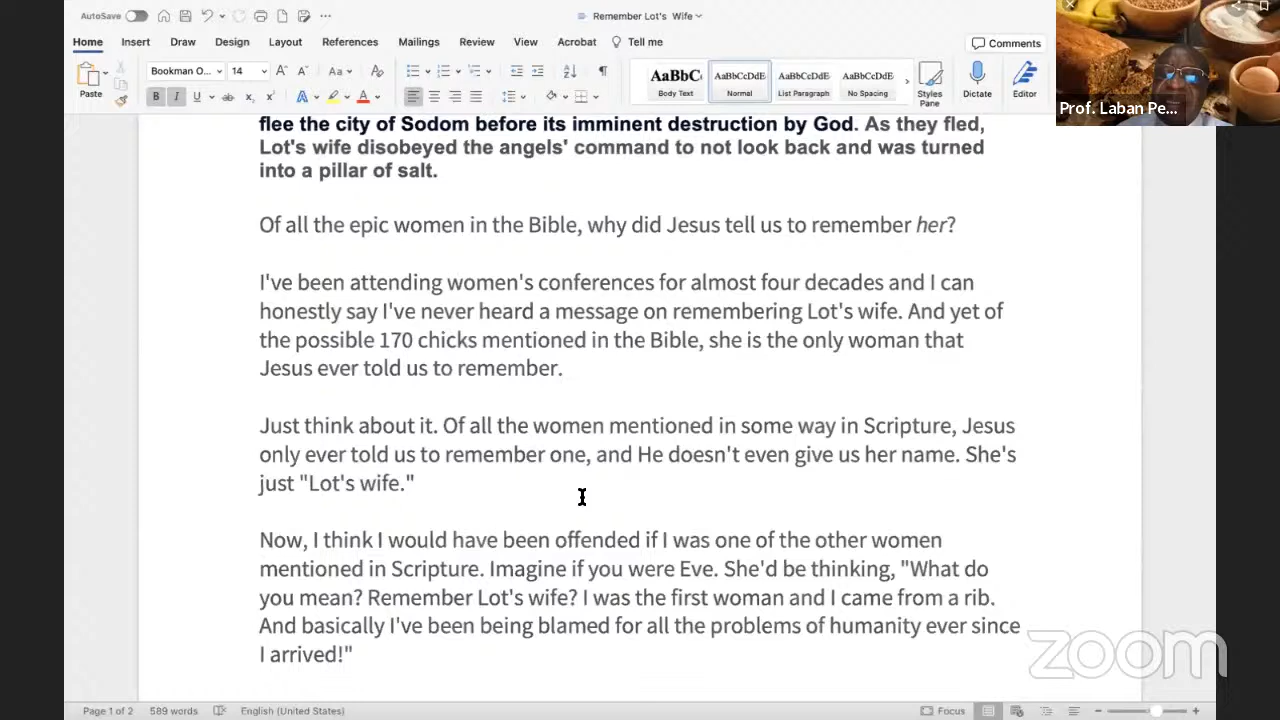 AutoSave
Remember Lot's Wife
Home Insert Draw Design Layout References Mailings Review View Acrobat Tell me
Comments
Paste
Bookman O... 14
Aa
B I U ab x₂ x² A A
AaBbC AaBbCcDdE AaBbCcDdE AaBbCcDdE
Body Text Normal List Paragraph No Spacing
Styles Pane
Dictate
Editor
Prof. Laban Pe...
flee the city of Sodom before its imminent destruction by God. As they fled,
Lot's wife disobeyed the angels' command to not look back and was turned
into a pillar of salt.
Of all the epic women in the Bible, why did Jesus tell us to remember her?
I've been attending women's conferences for almost four decades and I can
honestly say I've never heard a message on remembering Lot's wife. And yet of
the possible 170 chicks mentioned in the Bible, she is the only woman that
Jesus ever told us to remember.
Just think about it. Of all the women mentioned in some way in Scripture, Jesus
only ever told us to remember one, and He doesn't even give us her name. She's
just "Lot's wife."
Now, I think I would have been offended if I was one of the other women
mentioned in Scripture. Imagine if you were Eve. She'd be thinking, "What do
you mean? Remember Lot's wife? I was the first woman and I came from a rib.
And basically I've been being blamed for all the problems of humanity ever since
I arrived!"
zoom
Page 1 of 2 589 words English (United States) Focus